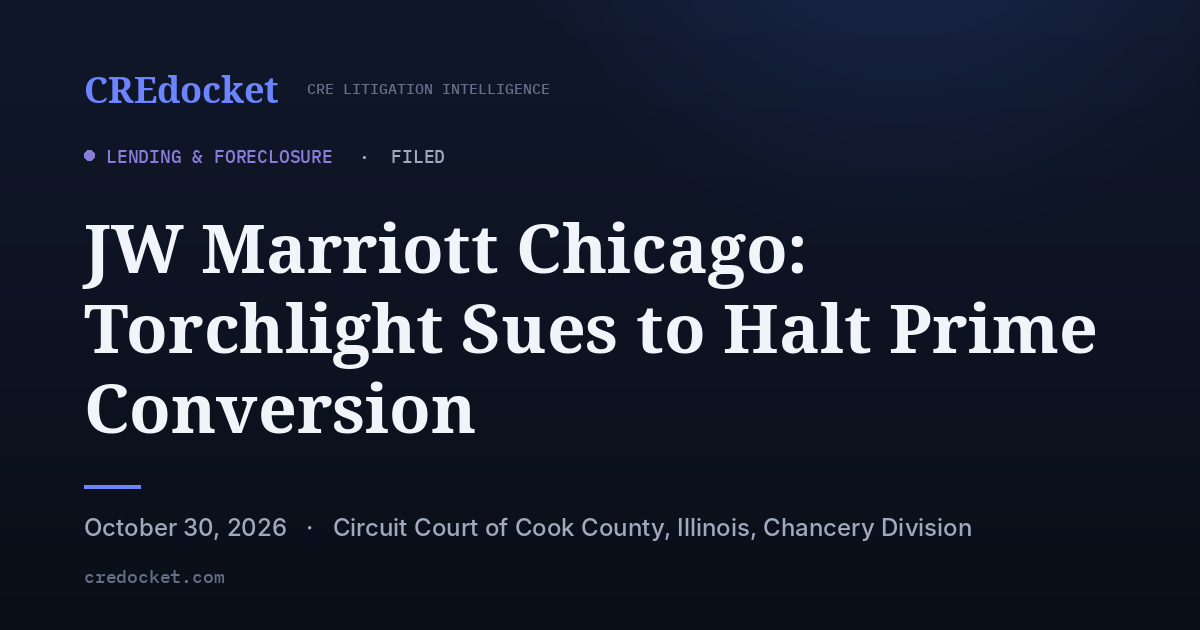 CREdocket CRE LITIGATION INTELLIGENCE
LENDING & FORECLOSURE · FILED
JW Marriott Chicago:
Torchlight Sues to Halt Prime
Conversion
October 30, 2026 · Circuit Court of Cook County, Illinois, Chancery Division
credocket.com